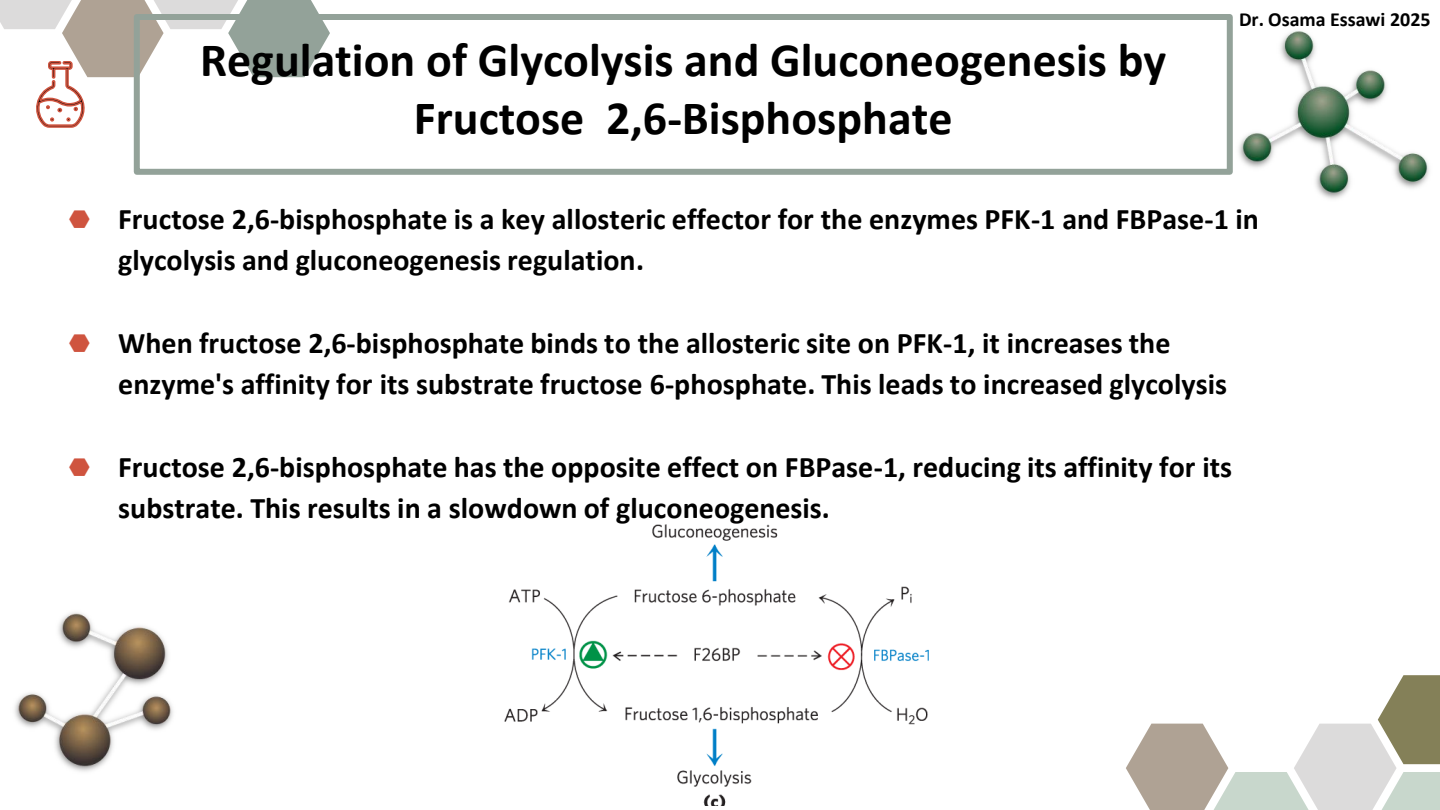 Dr. Osama Essawi 2025
Regulation of Glycolysis and Gluconeogenesis by
Fructose 2,6-Bisphosphate
Fructose 2,6-bisphosphate is a key allosteric effector for the enzymes PFK-1 and FBPase-1 in
glycolysis and gluconeogenesis regulation.
When fructose 2,6-bisphosphate binds to the allosteric site on PFK-1, it increases the
enzyme's affinity for its substrate fructose 6-phosphate. This leads to increased glycolysis
Fructose 2,6-bisphosphate has the opposite effect on FBPase-1, reducing its affinity for its
substrate. This results in a slowdown of gluconeogenesis.
Gluconeogenesis
ATP
Fructose 6-phosphate
Pi
PFK-1
F26BP
FBPase-1
ADP
Fructose 1,6-bisphosphate
H2O
Glycolysis
(c)